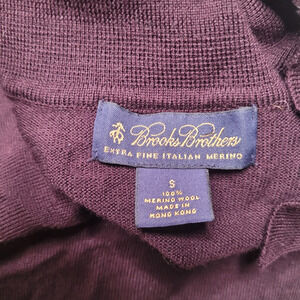 Brooks Brothers
EXTRA FINE ITALIAN MERINO
S
100%
MERINO WOOL
MADE IN
HONG KONG